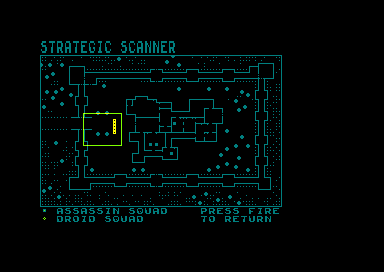 STRATEGIC SCANNER
ASSASSIN SQUAD PRESS FIRE
DROID SQUAD TO RETURN